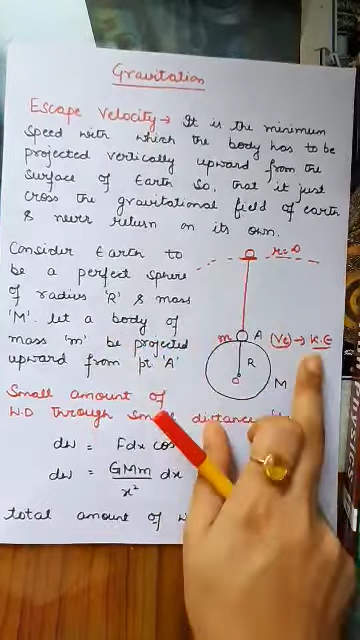 Gravitation
Escape Velocity → It is the minimum
speed with which the body has to be
projected vertically upward from the
surface of Earth so, that it just
cross the gravitational field of earth
& never return on its own.
Consider Earth to
be a perfect sphere
of radius 'R' & mass
'M'. let a body of
mass 'm' be projected
upward from pt 'A'
r=∞
m A (Ve) → K.E
R
O
M
Small amount of
W.D through small distance
dw = Fdx cos
dw = GMm/x² dx
total amount of